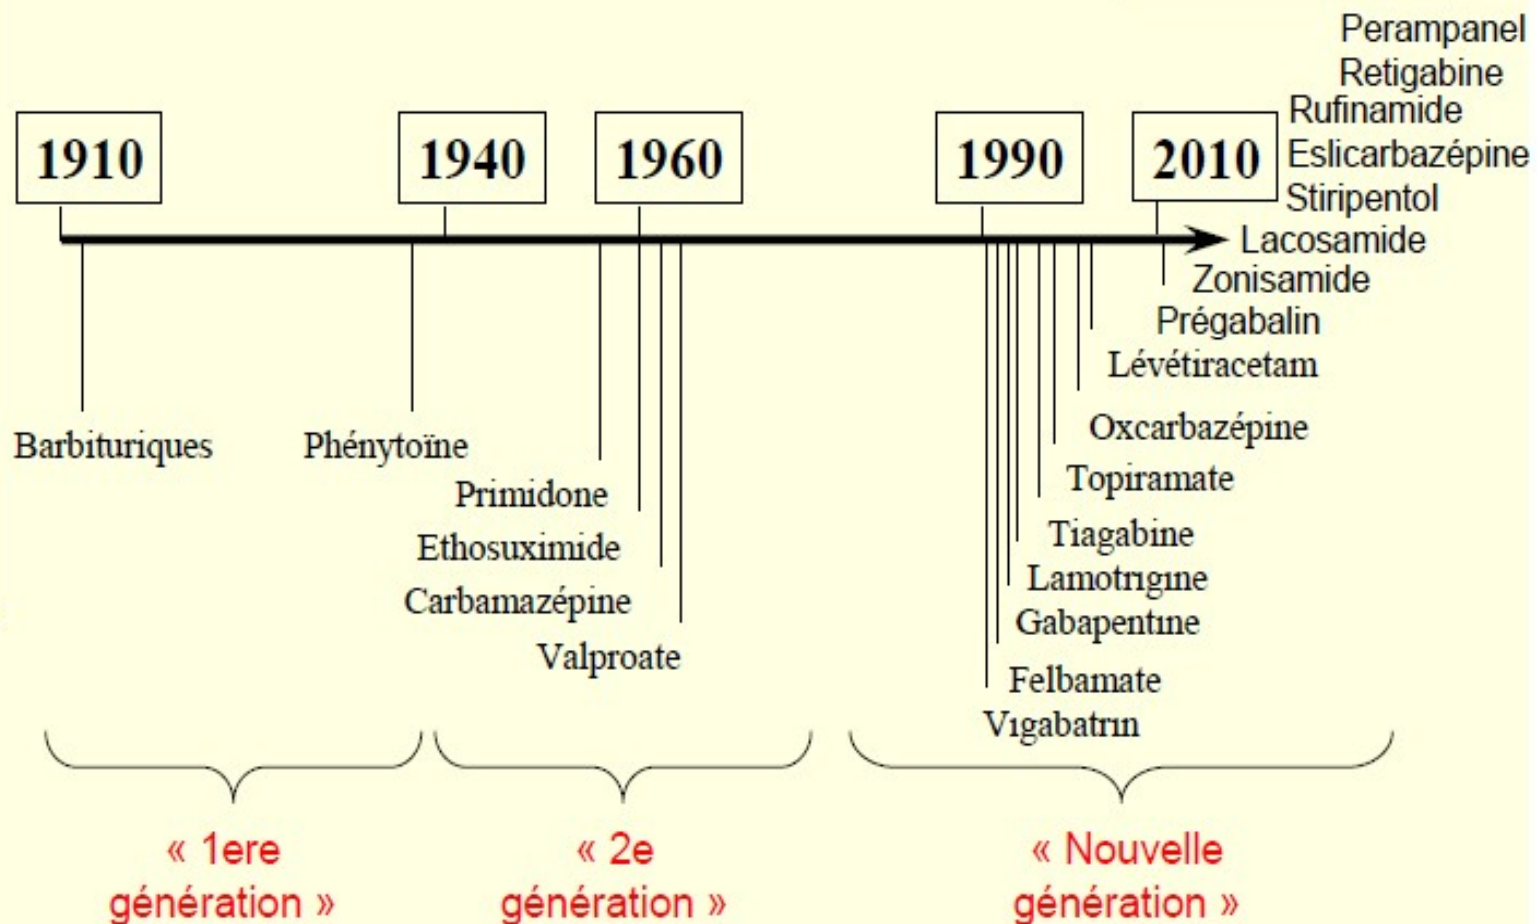 Perampanel
Retigabine
Rufinamide
1910
1940
1960
1990
2010
Eslicarbazépine
Stiripentol
Lacosamide
Zonisamide
Prégabalin
Lévétiracetam
Barbituriques
Phénytoïne
Oxcarbazépine
Primidone
Topiramate
Ethosuximide
Tiagabine
Carbamazépine
Lamotrigine
Gabapentine
Valproate
Felbamate
Vigabatrin
« 1ere
génération »
« 2e
génération »
« Nouvelle
génération »